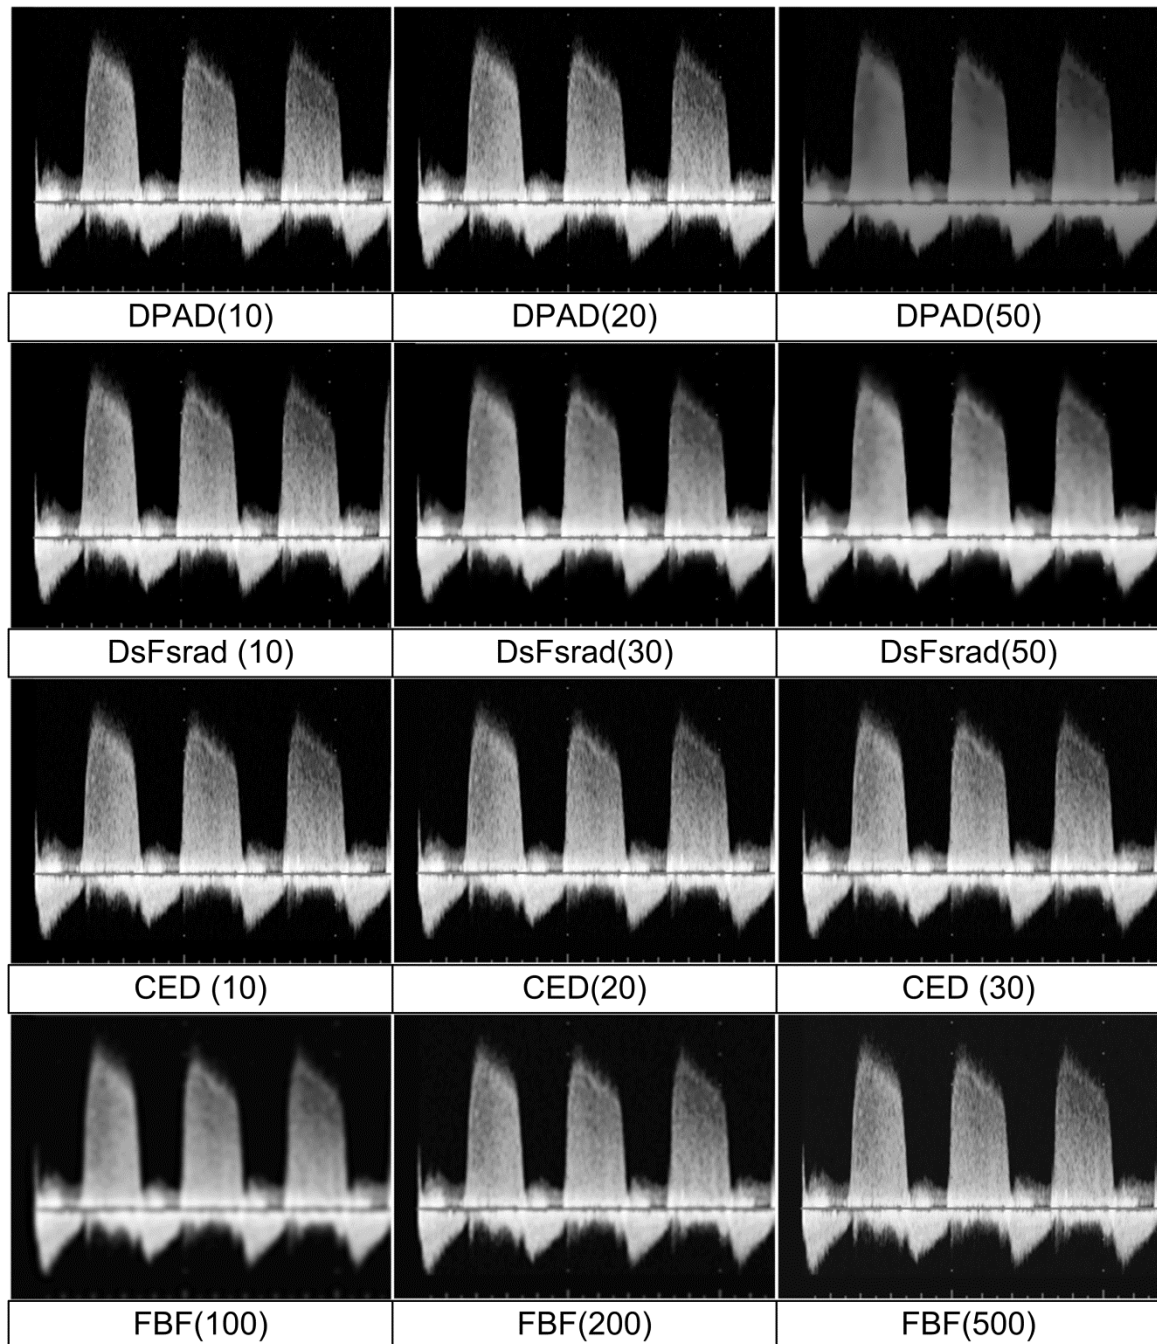 DPAD(10) DPAD(20) DPAD(50)
DsFsrad (10) DsFsrad(30) DsFsrad(50)
CED (10) CED(20) CED (30)
FBF(100) FBF(200) FBF(500)